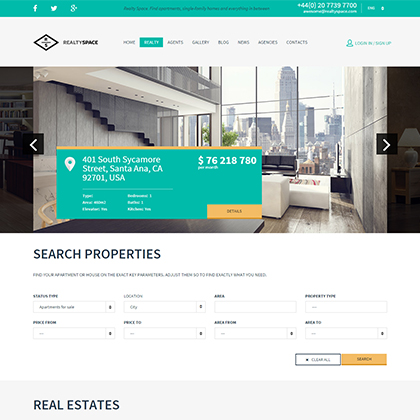 Realty Space. Find apartments, single-family homes and everything in between.
+44(0) 20 7739 7700
awesome@realtyspace.com
ENG
REALTYSPACE
HOME
REALTY
AGENTS
GALLERY
BLOG
NEWS
AGENCIES
CONTACTS
LOGIN IN / SIGN UP
401 South Sycamore
Street, Santa Ana, CA
92701, USA
$ 76 218 780
per month
Type:
Bedrooms: 2
Area: 400m2
Baths: 2
Elevator: Yes
Kitchen: Yes
DETAILS
SEARCH PROPERTIES
FIND YOUR APARTMENT OR HOUSE ON THE EXACT KEY PARAMETERS. ADJUST THEM SO TO FIND EXACTLY WHAT YOU NEED.
STATUS TYPE
LOCATION
AREA
PROPERTY TYPE
Apartments for sale
City
---
PRICE FROM
PRICE TO
AREA FROM
AREA TO
---
---
---
---
CLEAR ALL
SEARCH
REAL ESTATES